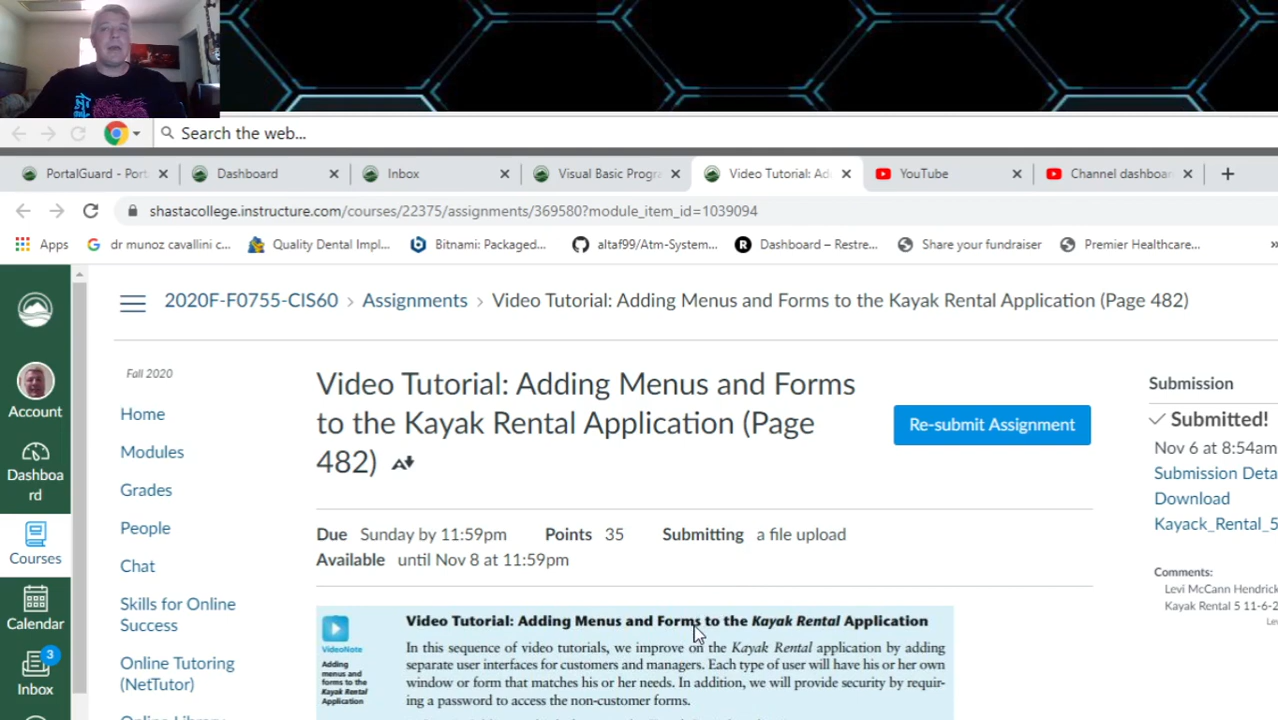 Search the web...
PortalGuard - Port
Dashboard
Inbox
Visual Basic Progra
Video Tutorial: Ad
YouTube
Channel dashboar
shastacollege.instructure.com/courses/22375/assignments/369580?module_item_id=1039094
Apps
dr munoz cavallini c...
Quality Dental Impl...
Bitnami: Packaged...
altaf99/Atm-System...
Dashboard – Restre...
Share your fundraiser
Premier Healthcare...
»
2020F-F0755-CIS60 › Assignments › Video Tutorial: Adding Menus and Forms to the Kayak Rental Application (Page 482)
Account
Dashboa
rd
Courses
Calendar
3
Inbox
Fall 2020
Home
Modules
Grades
People
Chat
Skills for Online
Success
Online Tutoring
(NetTutor)
Video Tutorial: Adding Menus and Forms
to the Kayak Rental Application (Page
482)
Re-submit Assignment
Due Sunday by 11:59pm Points 35 Submitting a file upload
Available until Nov 8 at 11:59pm
VideoNote
Adding
menus and
forms to the
Kayak Rental
Application
Video Tutorial: Adding Menus and Forms to the Kayak Rental Application
In this sequence of video tutorials, we improve on the Kayak Rental application by adding
separate user interfaces for customers and managers. Each type of user will have his or her own
window or form that matches his or her needs. In addition, we will provide security by requir-
ing a password to access the non-customer forms.
Submission
Submitted!
Nov 6 at 8:54am
Submission Deta
Download
Kayack_Rental_5
Comments:
Levi McCann Hendrick
Kayak Rental 5 11-6-2